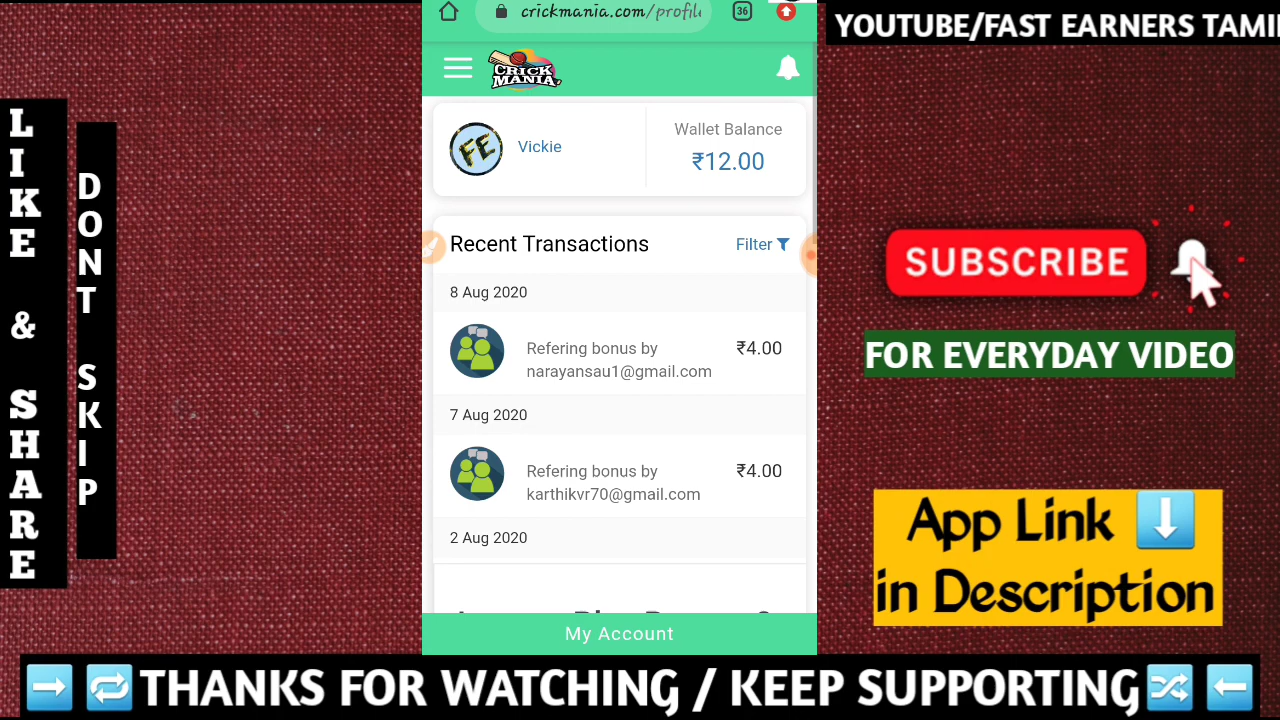 YOUTUBE/FAST EARNERS TAMI
LIKE & SHARE
DONT SKIP
crickmania.com/profil
36
CRICK
MANIA
FE
Vickie
Wallet Balance
₹12.00
Recent Transactions
Filter
8 Aug 2020
Refering bonus by
narayansau1@gmail.com
₹4.00
7 Aug 2020
Refering bonus by
karthikvr70@gmail.com
₹4.00
2 Aug 2020
My Account
SUBSCRIBE
FOR EVERYDAY VIDEO
App Link
in Description
THANKS FOR WATCHING / KEEP SUPPORTING